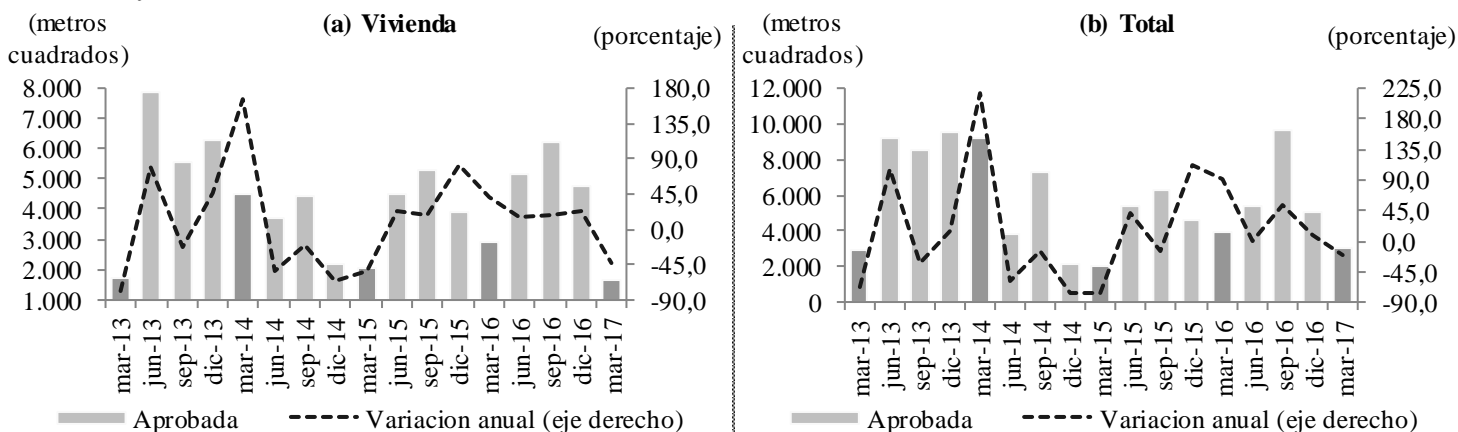 (metros cuadrados)
(a) Vivienda
(porcentaje)
8.000
7.000
6.000
5.000
4.000
3.000
2.000
1.000
180,0
135,0
90,0
45,0
0,0
-45,0
-90,0
mar-13
jun-13
sep-13
dic-13
mar-14
jun-14
sep-14
dic-14
mar-15
jun-15
sep-15
dic-15
mar-16
jun-16
sep-16
dic-16
mar-17
Aprobada
Variacion anual (eje derecho)
(metros cuadrados)
(b) Total
(porcentaje)
12.000
10.000
8.000
6.000
4.000
2.000
0
225,0
180,0
135,0
90,0
45,0
0,0
-45,0
-90,0
mar-13
jun-13
sep-13
dic-13
mar-14
jun-14
sep-14
dic-14
mar-15
jun-15
sep-15
dic-15
mar-16
jun-16
sep-16
dic-16
mar-17
Aprobada
Variacion anual (eje derecho)